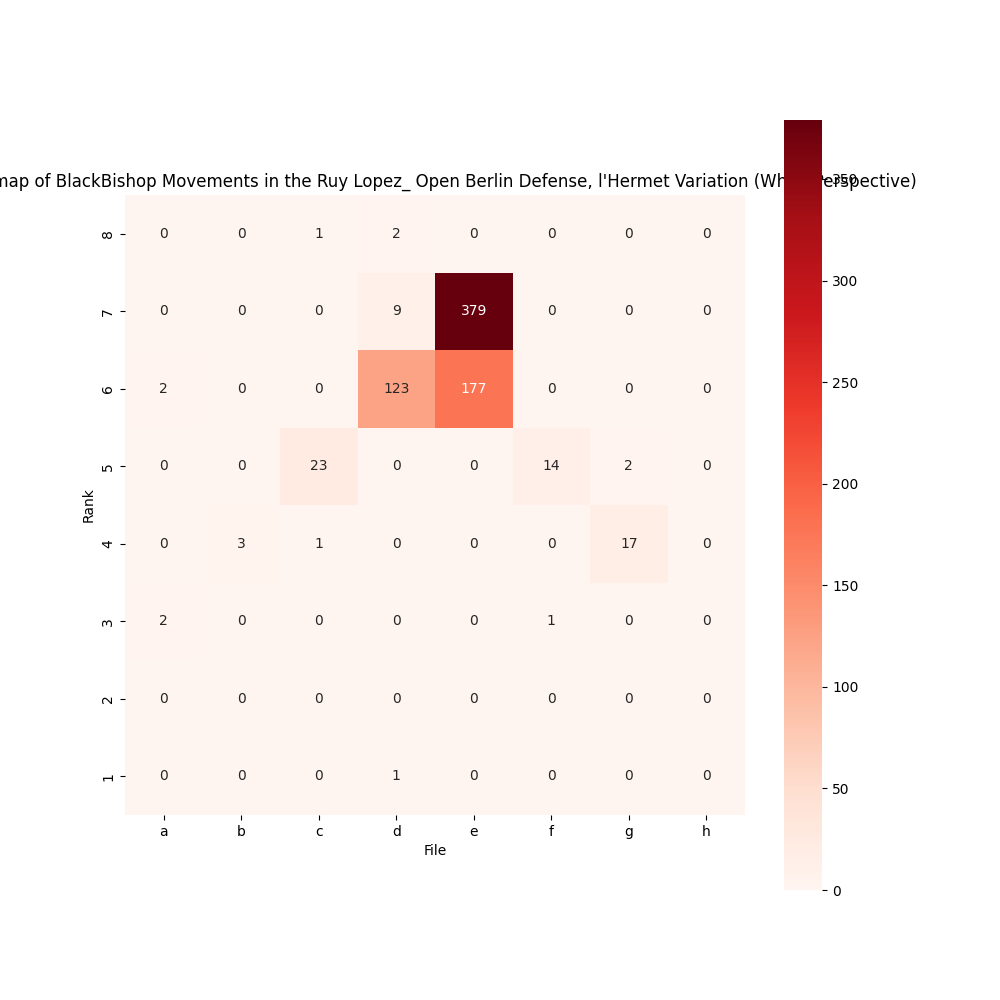 map of BlackBishop Movements in the Ruy Lopez_ Open Berlin Defense, l'Hermet Variation (Wh Perspective)
350
8 0 0 1 2 0 0 0 0
7 0 0 0 9 379 0 0 0
300
250
6 2 0 0 123 177 0 0 0
5 0 0 23 0 0 14 2 0
200
Rank
4 0 3 1 0 0 0 17 0
150
3 2 0 0 0 0 1 0 0
100
2 0 0 0 0 0 0 0 0
1 0 0 0 1 0 0 0 0
50
a b c d e f g h
File
0